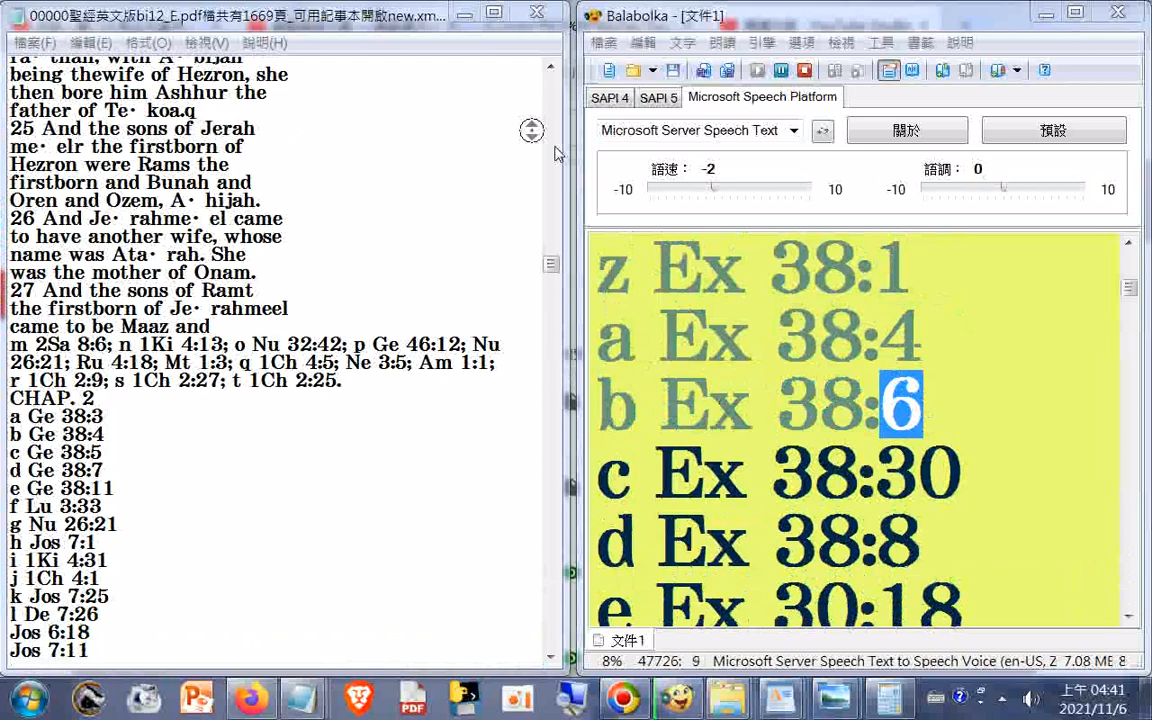 00000聖經英文版bi12_E.pdf檔共有1669頁_可用記事本開啟new.xm...
檔案(F) 編輯(E) 格式(O) 檢視(V) 說明(H)
ra· than, with A· bijah
being thewife of Hezron, she
then bore him Ashhur the
father of Te· koa.q
25 And the sons of Jerah
me· elr the firstborn of
Hezron were Rams the
firstborn and Bunah and
Oren and Ozem, A· hijah.
26 And Je· rahme· el came
to have another wife, whose
name was Ata· rah. She
was the mother of Onam.
27 And the sons of Ramt
the firstborn of Je· rahmeel
came to be Maaz and
m 2Sa 8:6; n 1Ki 4:13; o Nu 32:42; p Ge 46:12; Nu
26:21; Ru 4:18; Mt 1:3; q 1Ch 4:5; Ne 3:5; Am 1:1;
r 1Ch 2:9; s 1Ch 2:27; t 1Ch 2:25.
CHAP. 2
a Ge 38:3
b Ge 38:4
c Ge 38:5
d Ge 38:7
e Ge 38:11
f Lu 3:33
g Nu 26:21
h Jos 7:1
i 1Ki 4:31
j 1Ch 4:1
k Jos 7:25
l De 7:26
Jos 6:18
Jos 7:11
Balabolka - [文件1]
檔案 編輯 文字 朗讀 引擎 選項 檢視 工具 書籤 說明
SAPI 4 SAPI 5 Microsoft Speech Platform
Microsoft Server Speech Text 關於 預設
語速: -2 語調: 0
-10 10 -10 10
z Ex 38:1
a Ex 38:4
b Ex 38:6
c Ex 38:30
d Ex 38:8
e Ex 30:18
文件1
8% 47726: 9 Microsoft Server Speech Text to Speech Voice (en-US, Z 7.08 MB 8
上午 04:41
2021/11/6